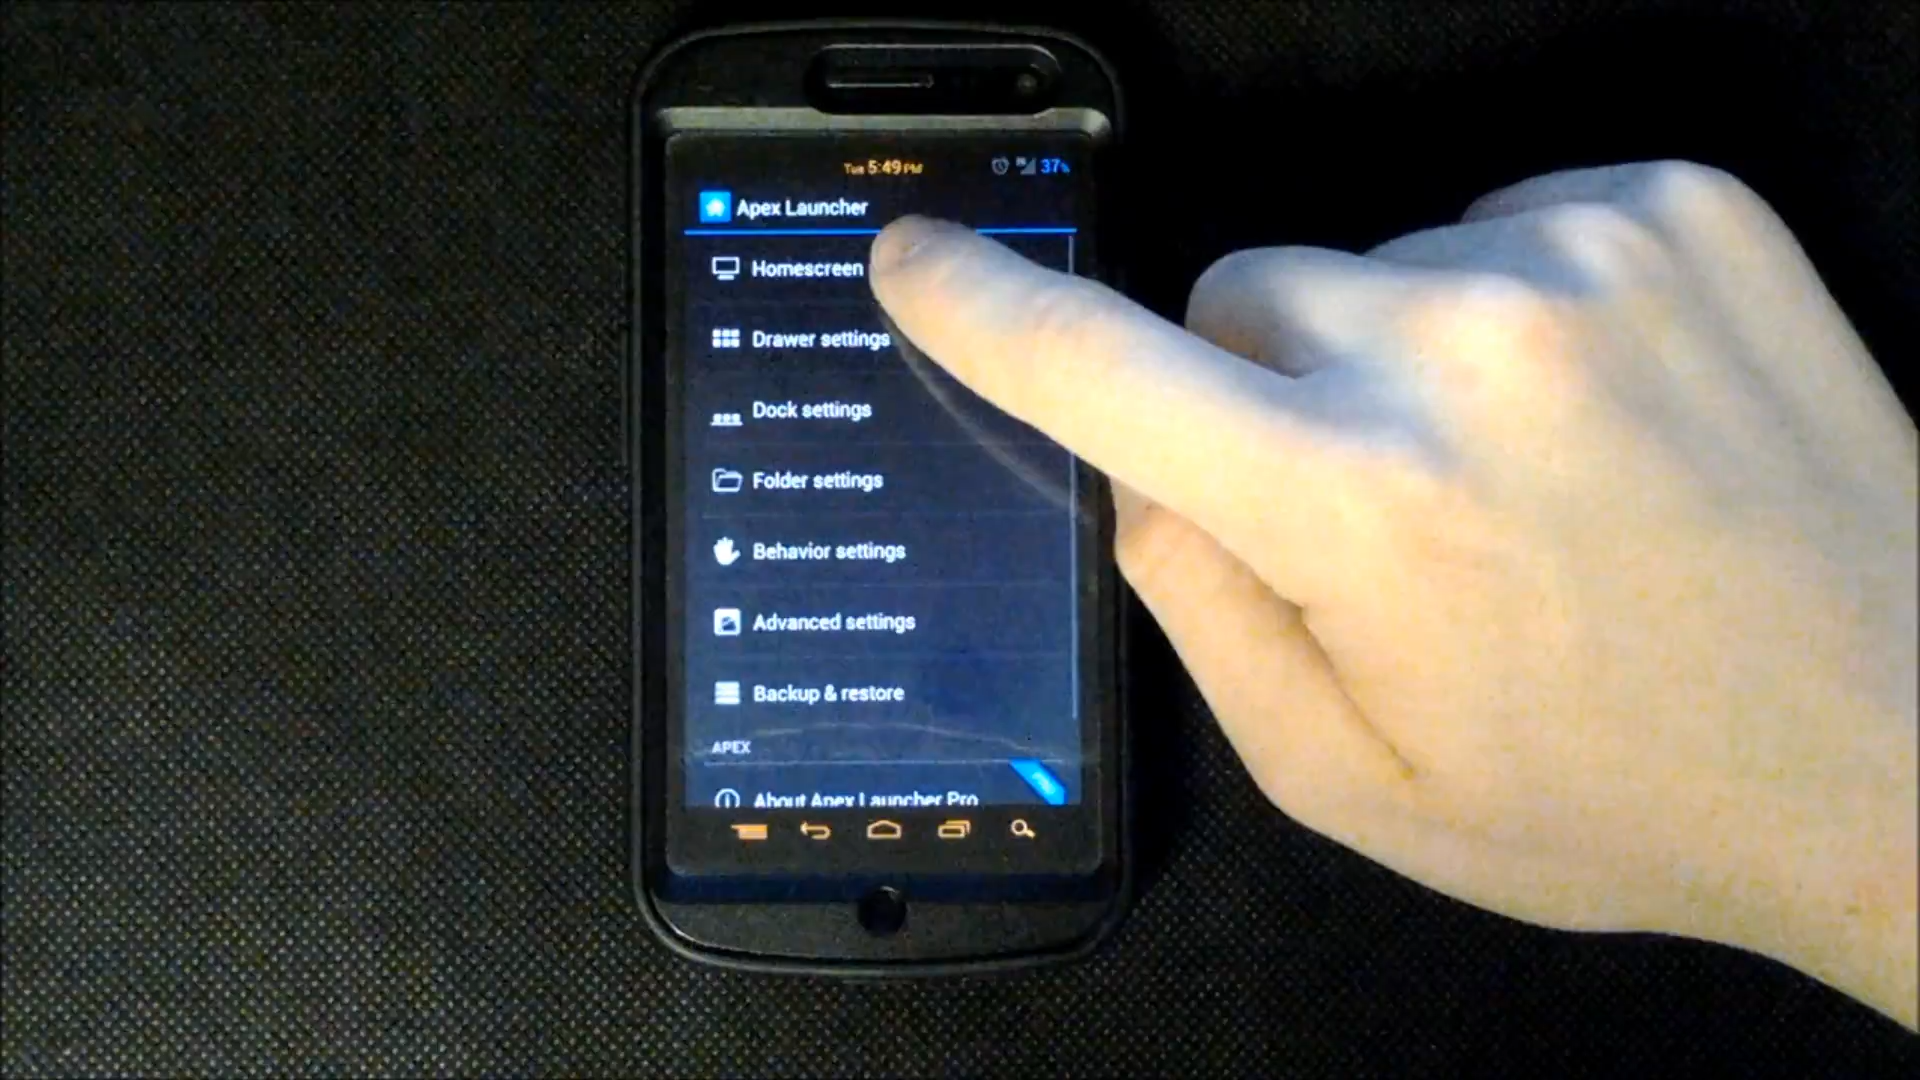 Tue 5:49 PM 37%
Apex Launcher
Homescreen
Drawer settings
Dock settings
Folder settings
Behavior settings
Advanced settings
Backup & restore
APEX
About Apex Launcher Pro